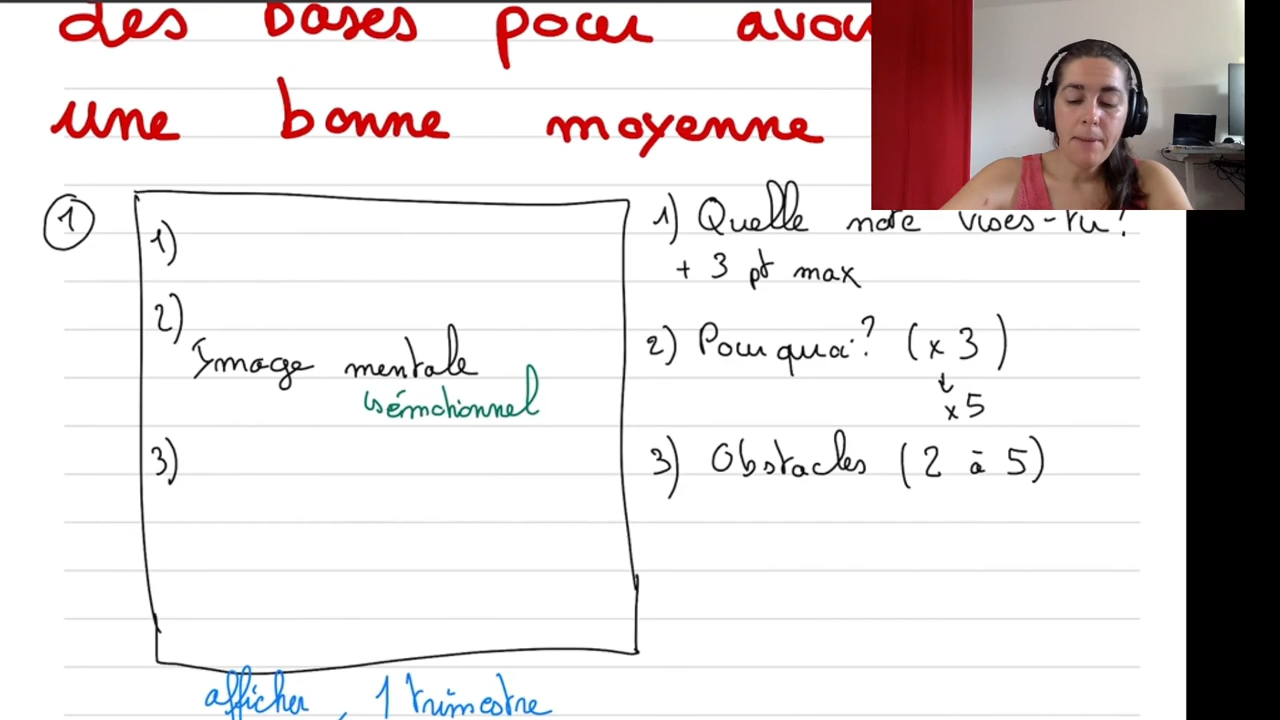 des bases pour avoir
une bonne moyenne
1
1)
2)
Image mentale
↳ émotionnel
3)
afficher, 1 trimestre
1) Quelle note vises-tu?
+ 3 pt max
2) Pourquoi? (x 3)
↓
x5
3) Obstacles (2 à 5)